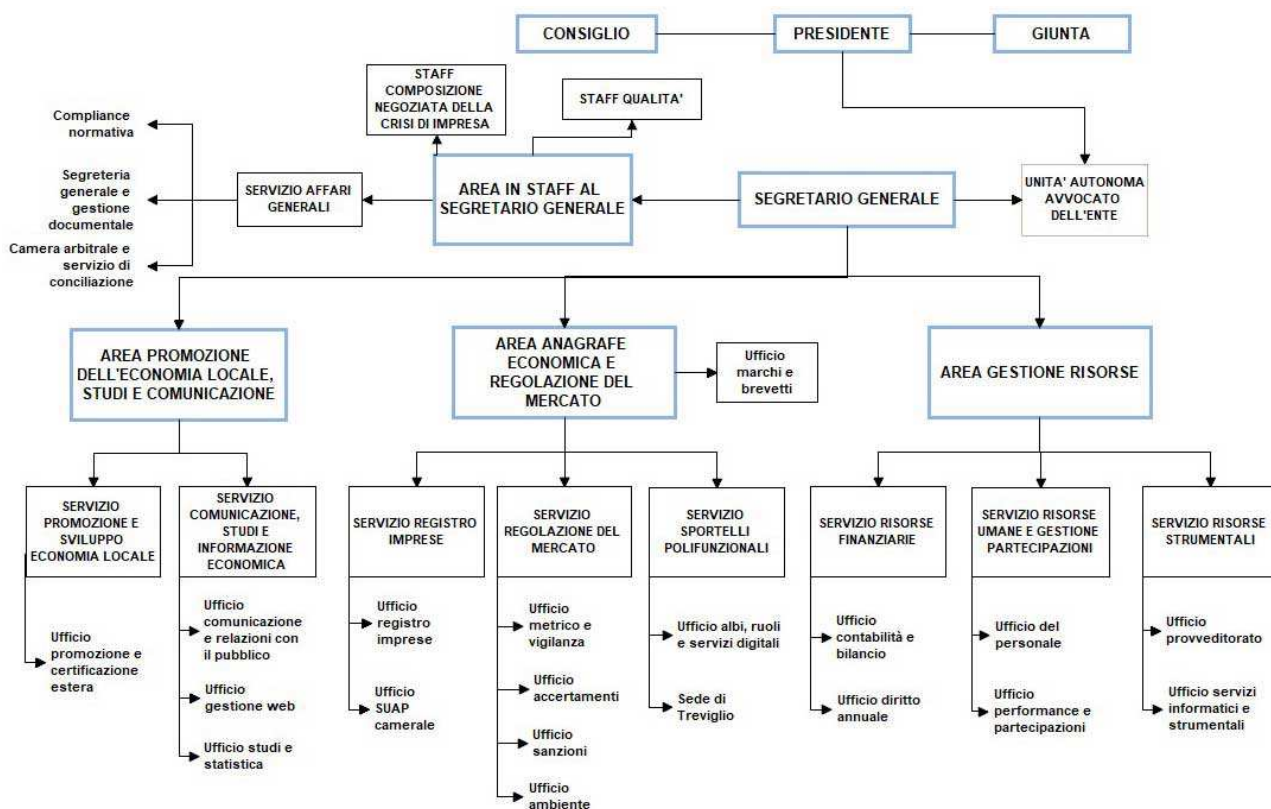 CONSIGLIO
PRESIDENTE
GIUNTA
STAFF
COMPOSIZIONE
NEGOZIATA DELLA
CRISI DI IMPRESA
STAFF QUALITA'
Compliance
normativa
Segreteria
generale e
gestione
documentale
Camera arbitrale e
servizio di
conciliazione
SERVIZIO AFFARI
GENERALI
AREA IN STAFF AL
SEGRETARIO GENERALE
SEGRETARIO GENERALE
UNITA' AUTONOMA
AVVOCATO
DELL'ENTE
AREA PROMOZIONE
DELL'ECONOMIA LOCALE,
STUDI E COMUNICAZIONE
AREA ANAGRAFE
ECONOMICA E
REGOLAZIONE DEL
MERCATO
Ufficio
marchi e
brevetti
AREA GESTIONE RISORSE
SERVIZIO
PROMOZIONE E
SVILUPPO
ECONOMIA LOCALE
SERVIZIO
COMUNICAZIONE,
STUDI E
INFORMAZIONE
ECONOMICA
SERVIZIO REGISTRO
IMPRESE
SERVIZIO
REGOLAZIONE DEL
MERCATO
SERVIZIO
SPORTELLI
POLIFUNZIONALI
SERVIZIO RISORSE
FINANZIARIE
SERVIZIO RISORSE
UMANE E GESTIONE
PARTECIPAZIONI
SERVIZIO RISORSE
STRUMENTALI
Ufficio
promozione e
certificazione
estera
Ufficio
comunicazione
e relazioni con
il pubblico
Ufficio
gestione web
Ufficio studi e
statistica
Ufficio
registro
imprese
Ufficio
SUAP
camerale
Ufficio
metrico e
vigilanza
Ufficio
accertamenti
Ufficio
sanzioni
Ufficio
ambiente
Ufficio albi, ruoli
e servizi digitali
Sede di
Treviglio
Ufficio
contabilità e
bilancio
Ufficio diritto
annuale
Ufficio del
personale
Ufficio
performance e
partecipazioni
Ufficio
provveditorato
Ufficio servizi
informatici e
strumentali